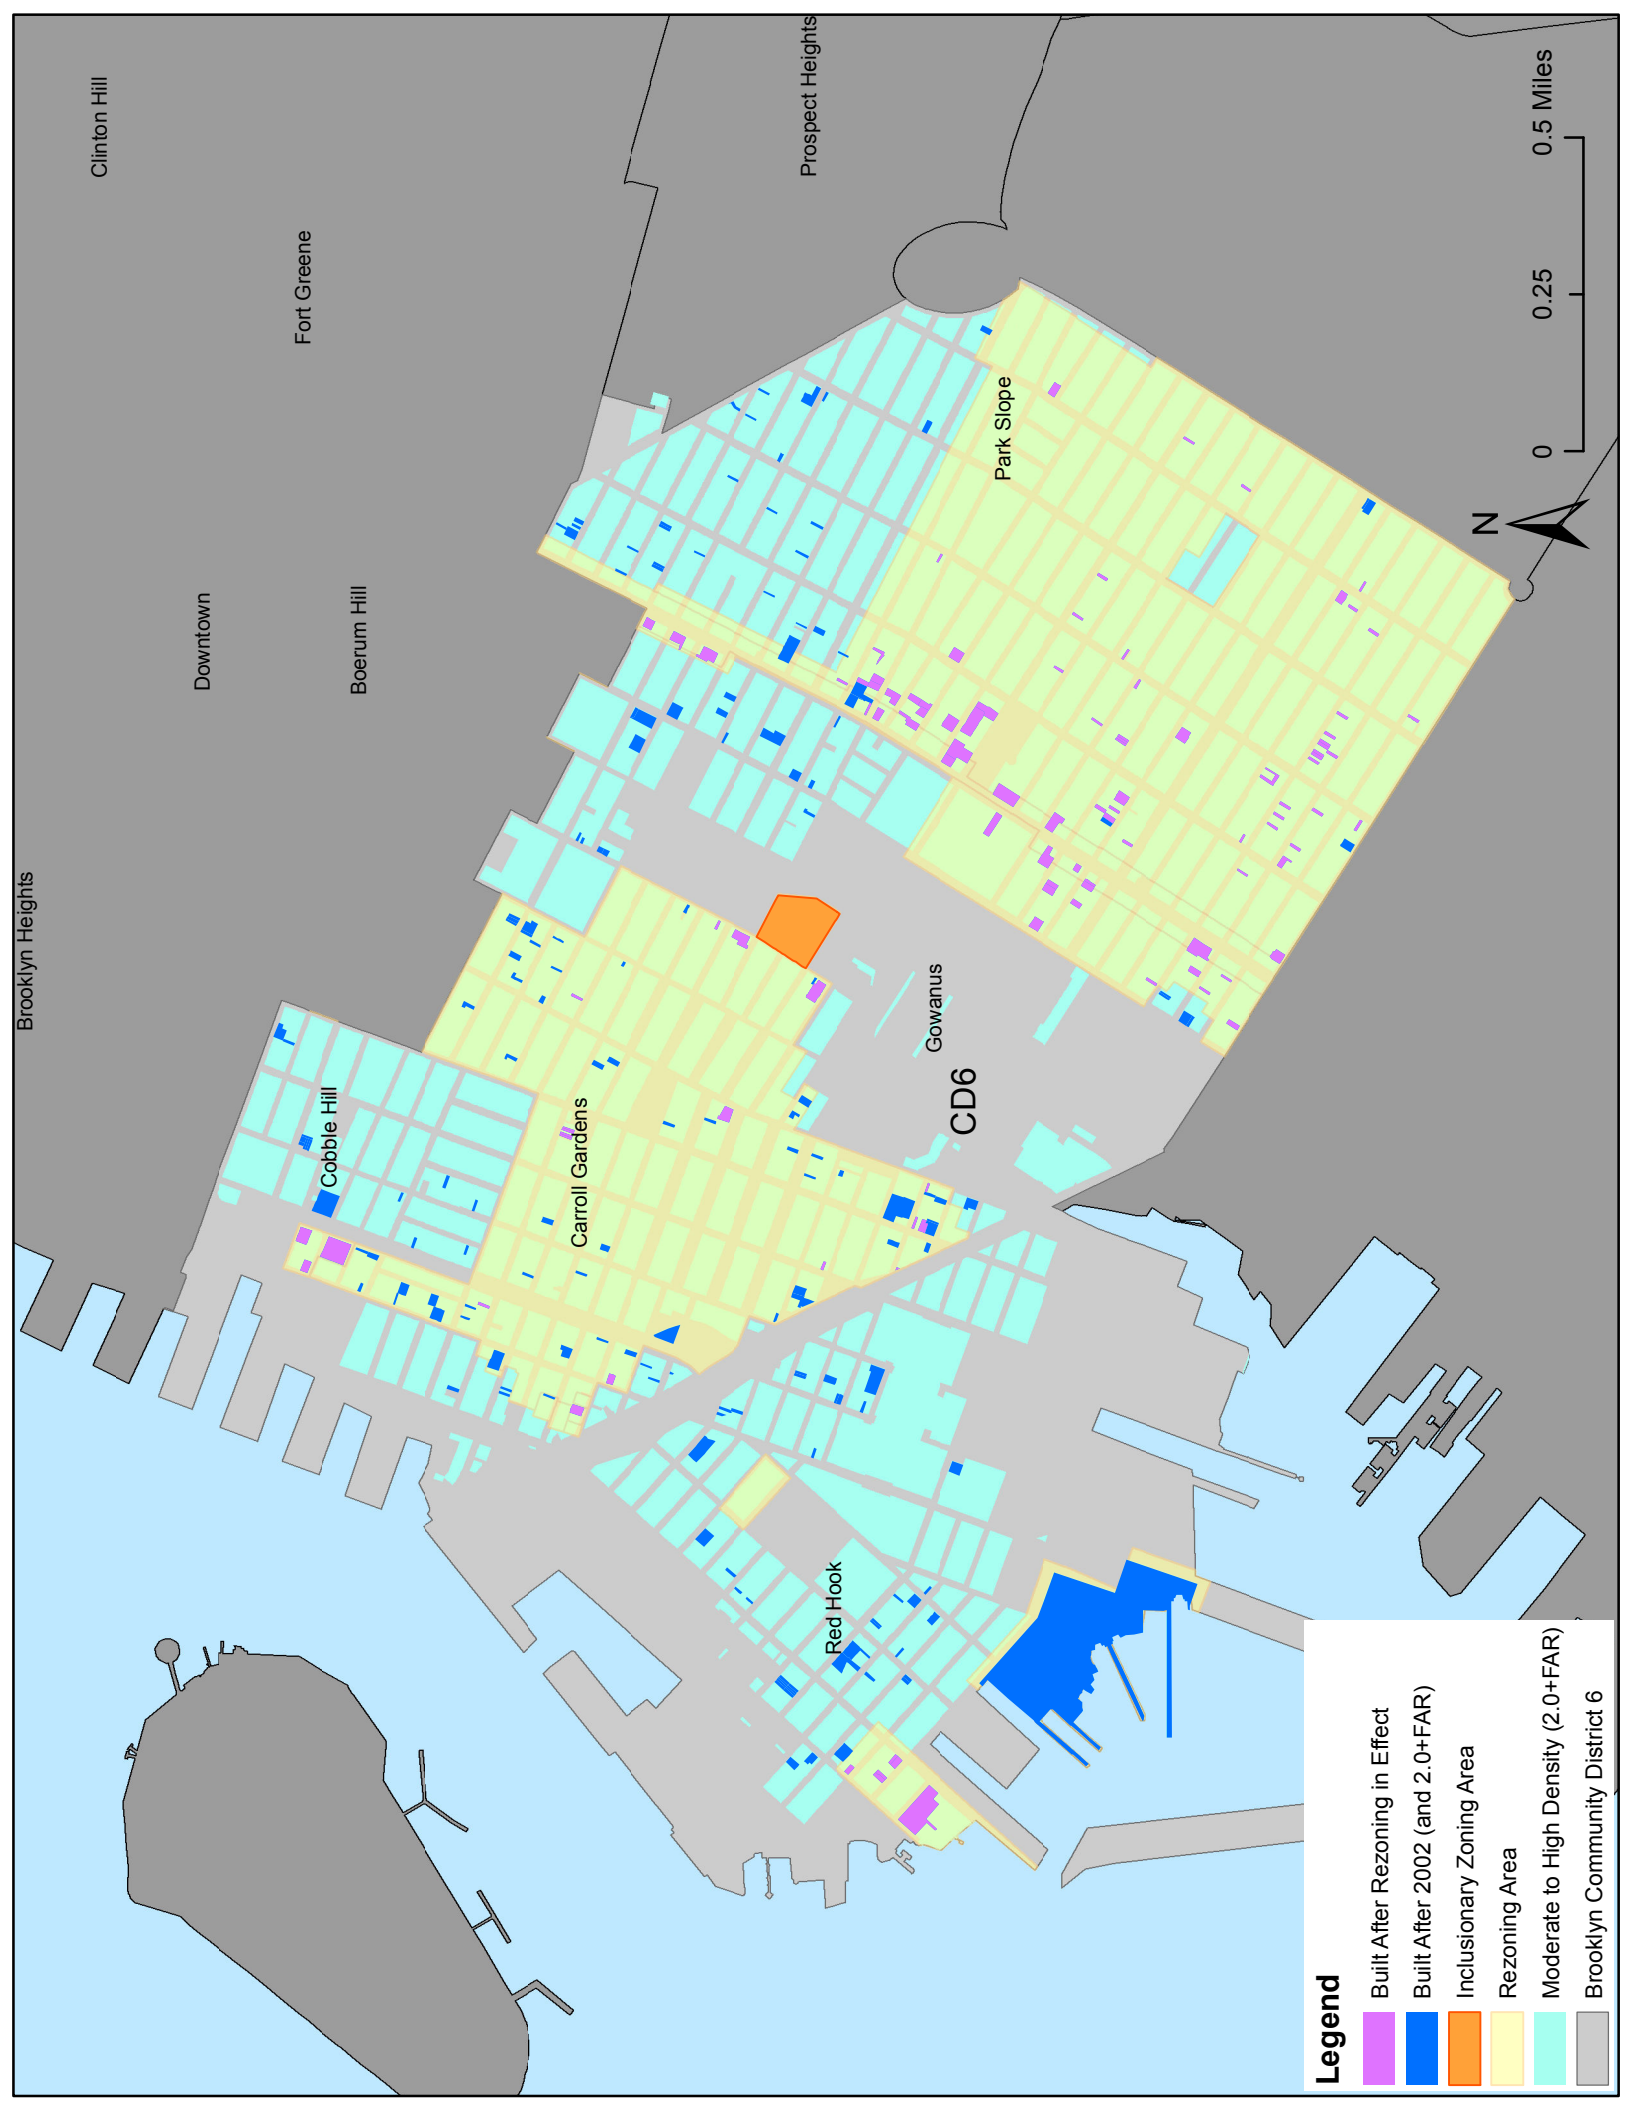 Brooklyn Heights
Downtown
Clinton Hill
Fort Greene
Boerum Hill
Cobble Hill
Prospect Heights
Carroll Gardens
Park Slope
Gowanus
CD6
Red Hook
N
0 0.25 0.5 Miles
Legend
Built After Rezoning in Effect
Built After 2002 (and 2.0+FAR)
Inclusionary Zoning Area
Rezoning Area
Moderate to High Density (2.0+FAR)
Brooklyn Community District 6